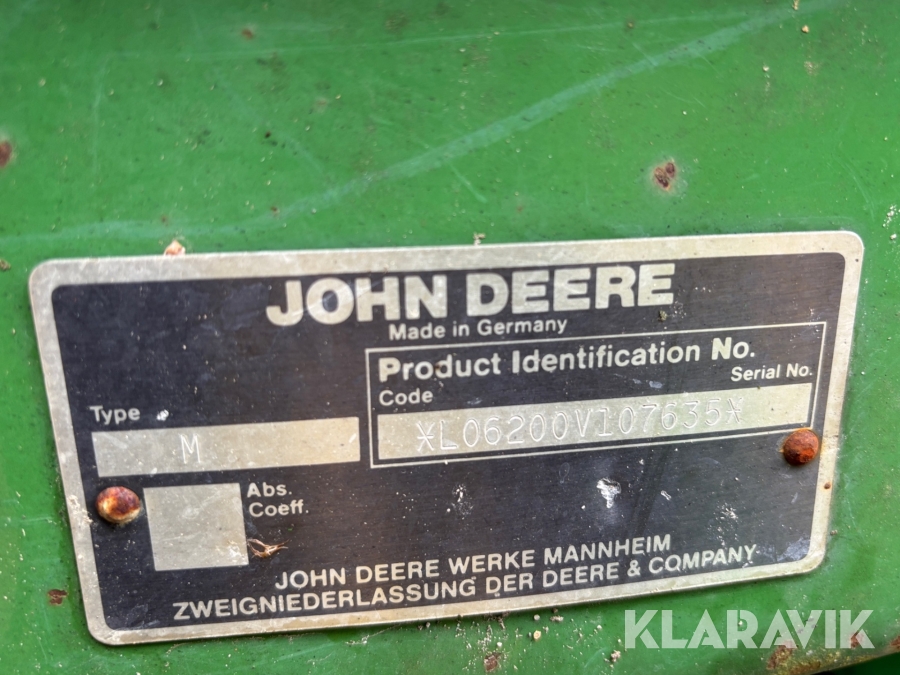 JOHN DEERE
Made in Germany
Product Identification No.
Code Serial No.
*L06200V107635*
Type
M
Abs.
Coeff.
JOHN DEERE WERKE MANNHEIM
ZWEIGNIEDERLASSUNG DER DEERE & COMPANY
KLARAVIK